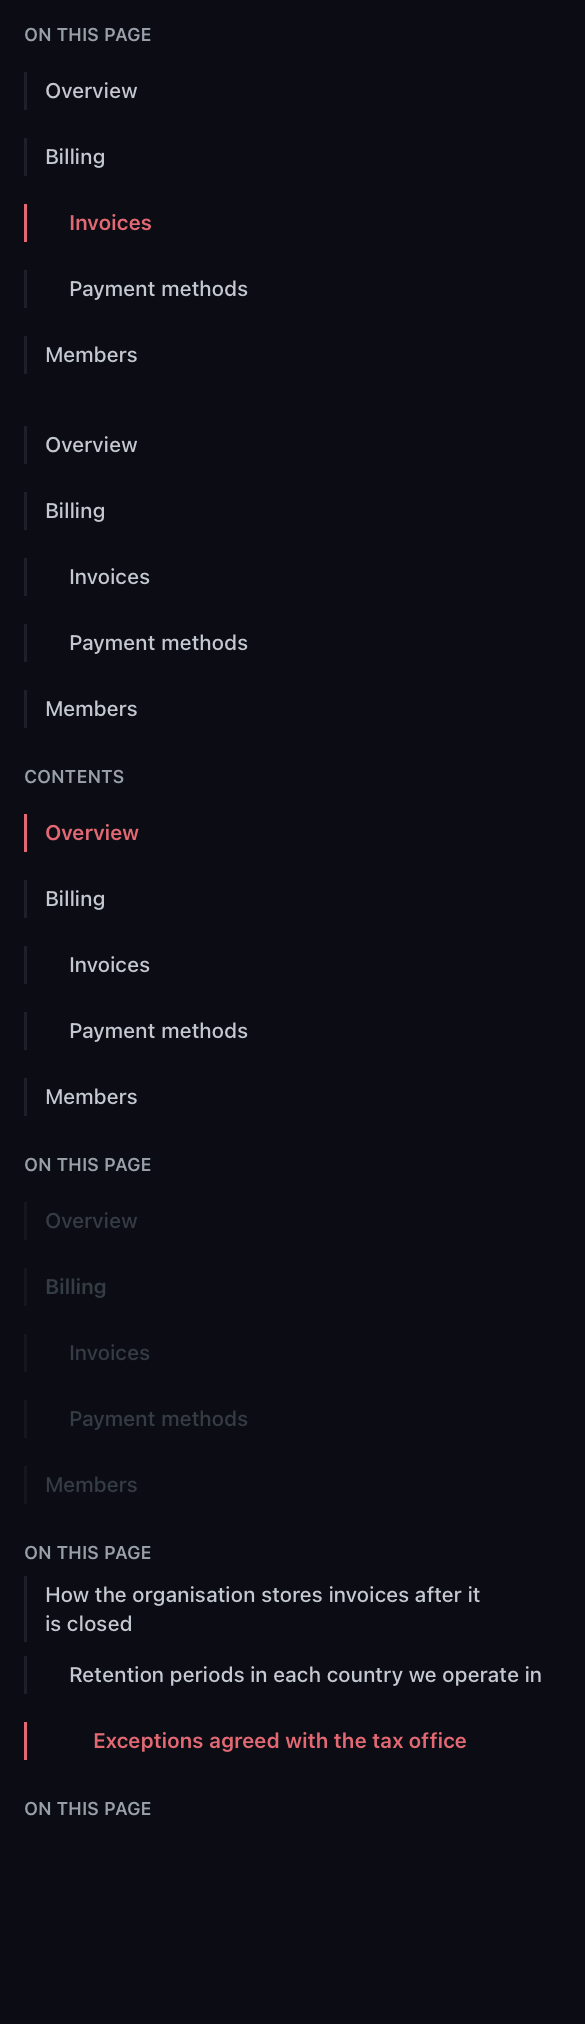 ON THIS PAGE
Overview
Billing
Invoices
Payment methods
Members
Overview
Billing
Invoices
Payment methods
Members
CONTENTS
Overview
Billing
Invoices
Payment methods
Members
ON THIS PAGE
Overview
Billing
Invoices
Payment methods
Members
ON THIS PAGE
How the organisation stores invoices after it
is closed
Retention periods in each country we operate in
Exceptions agreed with the tax office
ON THIS PAGE